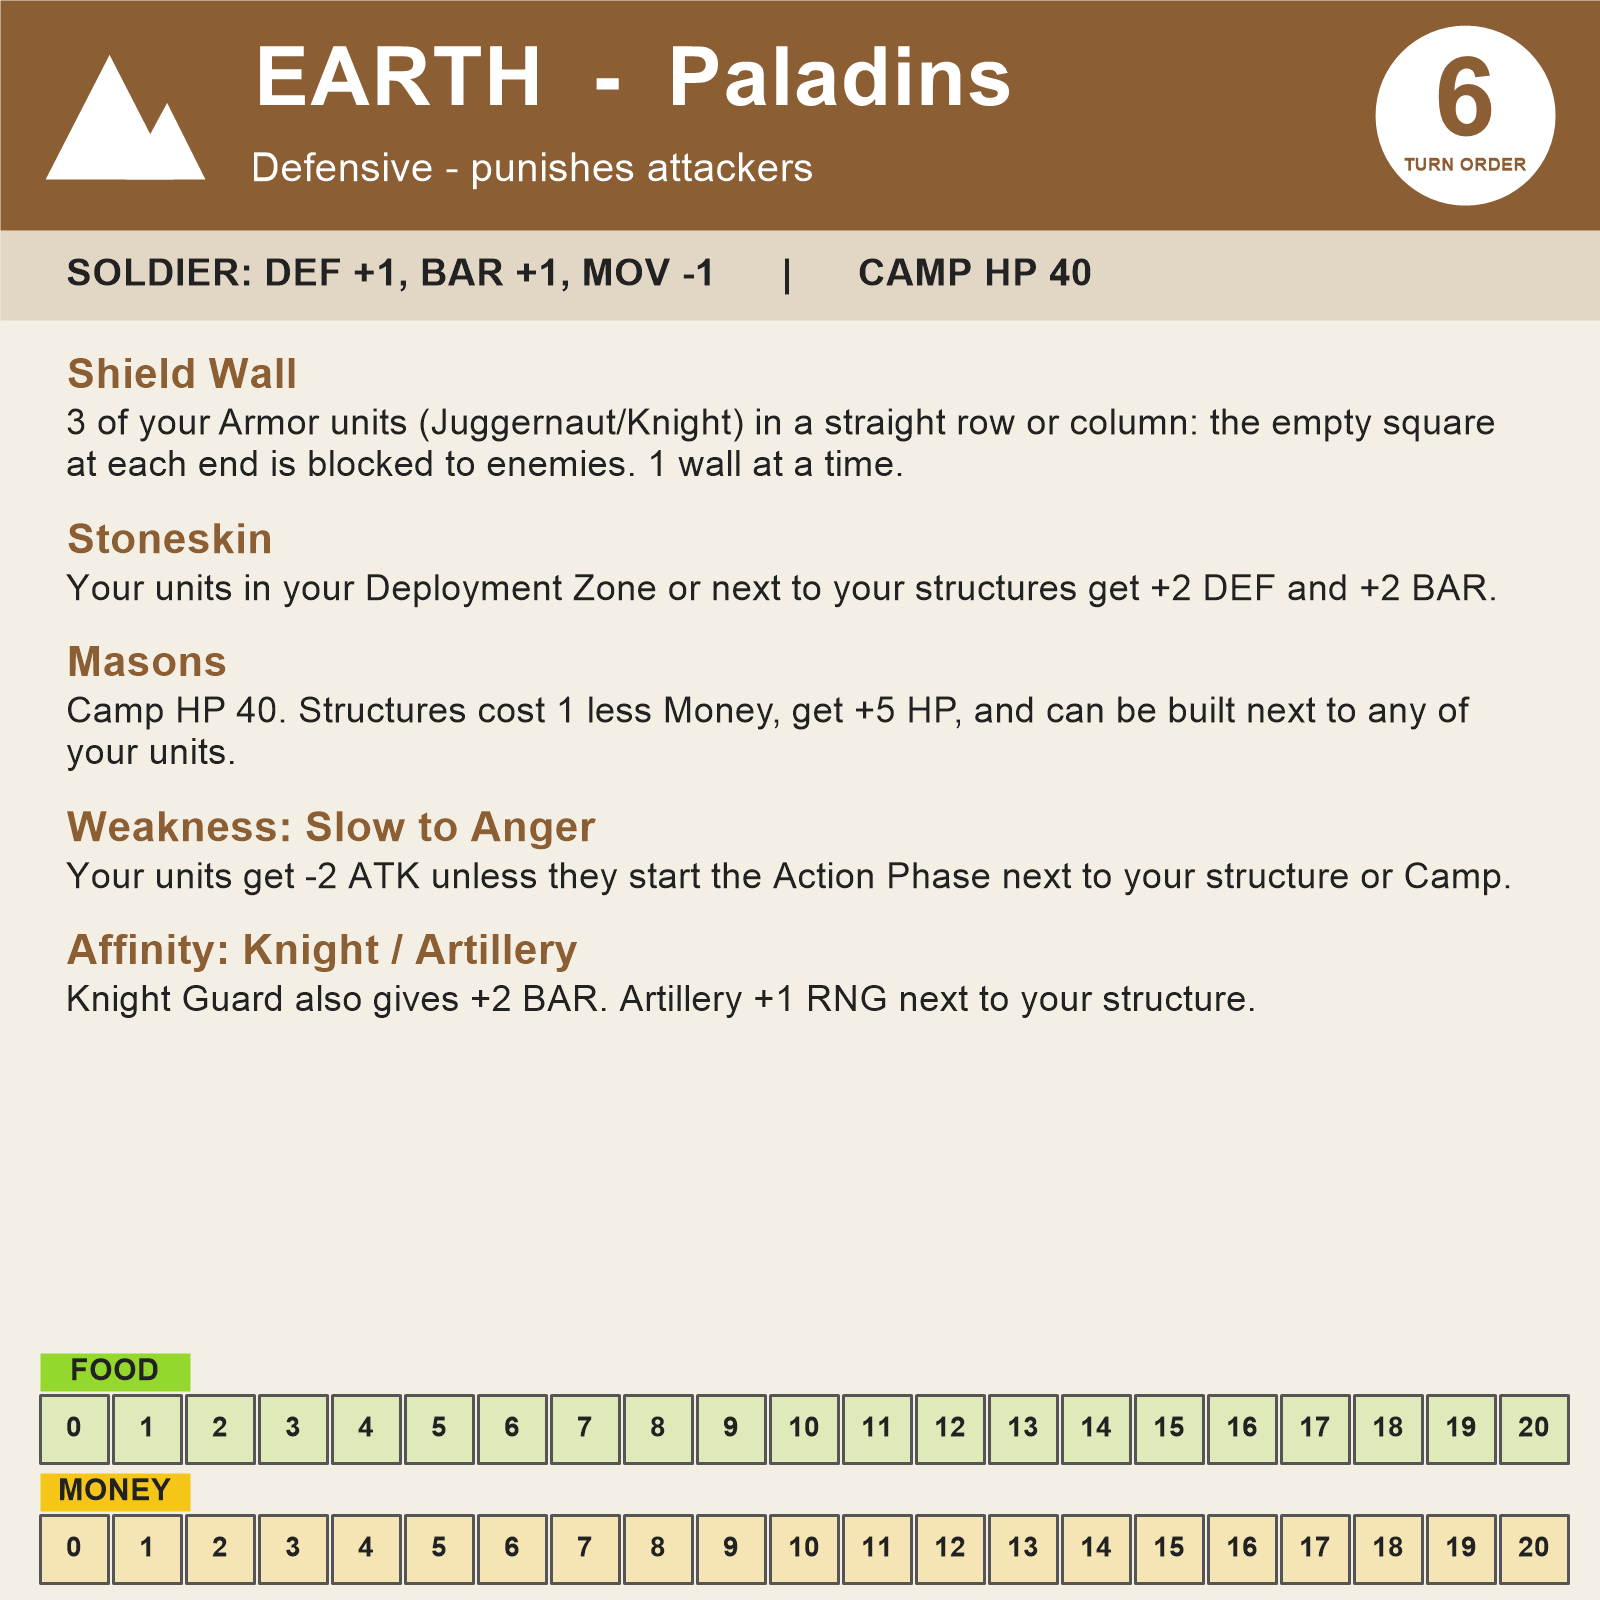 EARTH - Paladins
Defensive - punishes attackers
6
TURN ORDER
SOLDIER: DEF +1, BAR +1, MOV -1 | CAMP HP 40
Shield Wall
3 of your Armor units (Juggernaut/Knight) in a straight row or column: the empty square
at each end is blocked to enemies. 1 wall at a time.
Stoneskin
Your units in your Deployment Zone or next to your structures get +2 DEF and +2 BAR.
Masons
Camp HP 40. Structures cost 1 less Money, get +5 HP, and can be built next to any of
your units.
Weakness: Slow to Anger
Your units get -2 ATK unless they start the Action Phase next to your structure or Camp.
Affinity: Knight / Artillery
Knight Guard also gives +2 BAR. Artillery +1 RNG next to your structure.
FOOD
0 1 2 3 4 5 6 7 8 9 10 11 12 13 14 15 16 17 18 19 20
MONEY
0 1 2 3 4 5 6 7 8 9 10 11 12 13 14 15 16 17 18 19 20